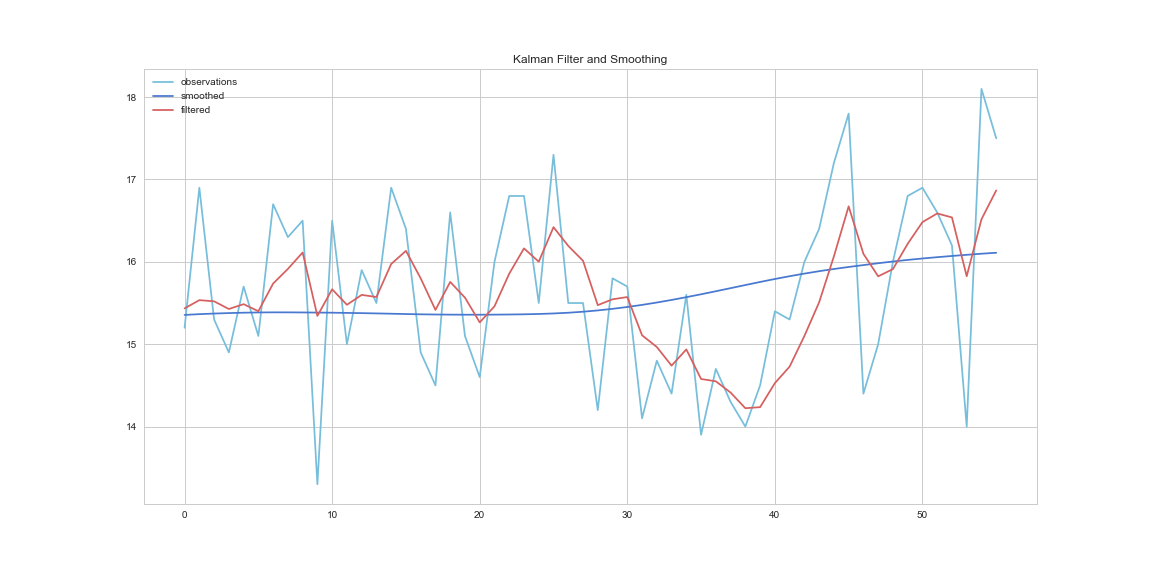 Kalman Filter and Smoothing
observations
smoothed
filtered
18
17
16
15
14
0 10 20 30 40 50